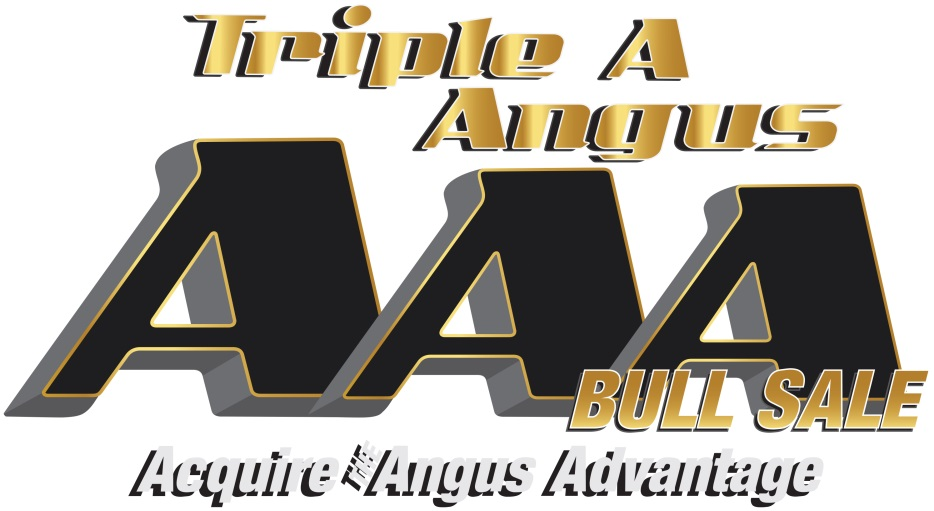 Triple A
Angus
AAA
BULL SALE
Acquire THE Angus Advantage